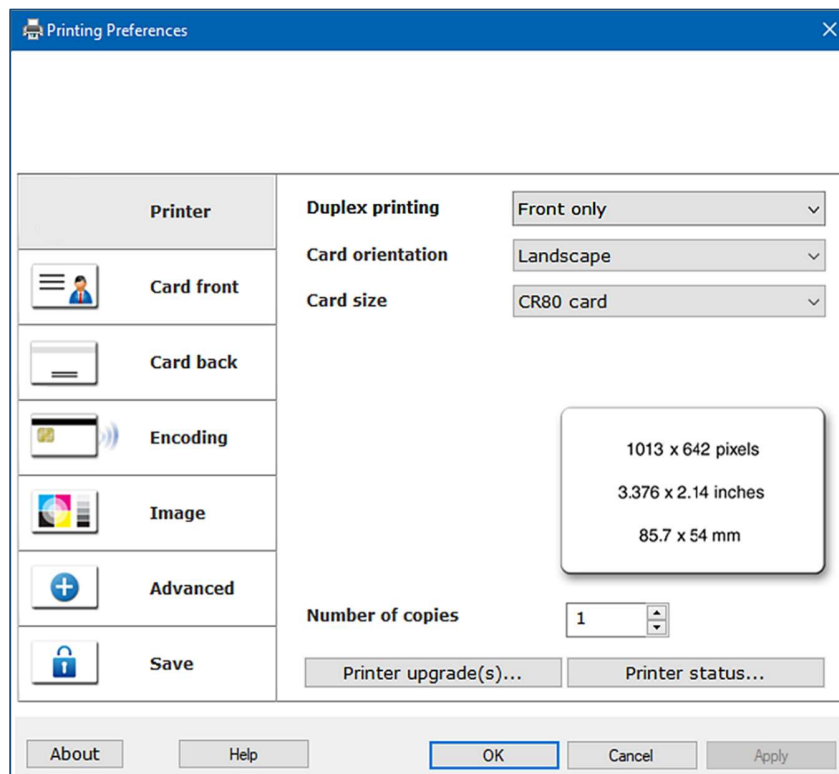 Printing Preferences
Printer
Card front
Card back
Encoding
Image
Advanced
Save
Duplex printing Front only
Card orientation Landscape
Card size CR80 card
1013 x 642 pixels
3.376 x 2.14 inches
85.7 x 54 mm
Number of copies 1
Printer upgrade(s)... Printer status...
About Help OK Cancel Apply